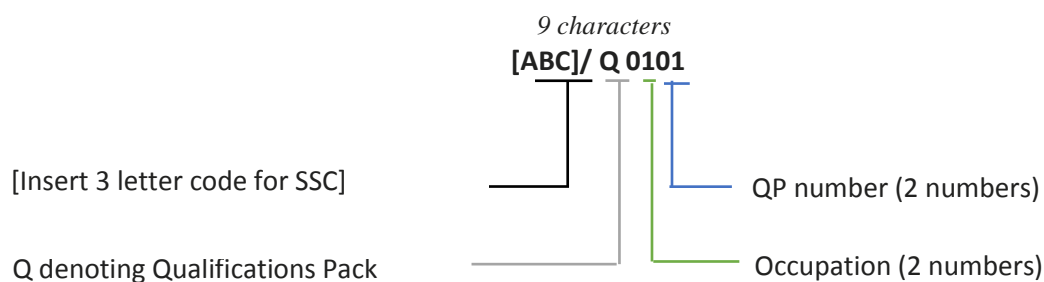 9 characters
[ABC]/ Q 0101
[Insert 3 letter code for SSC]
QP number (2 numbers)
Q denoting Qualifications Pack
Occupation (2 numbers)